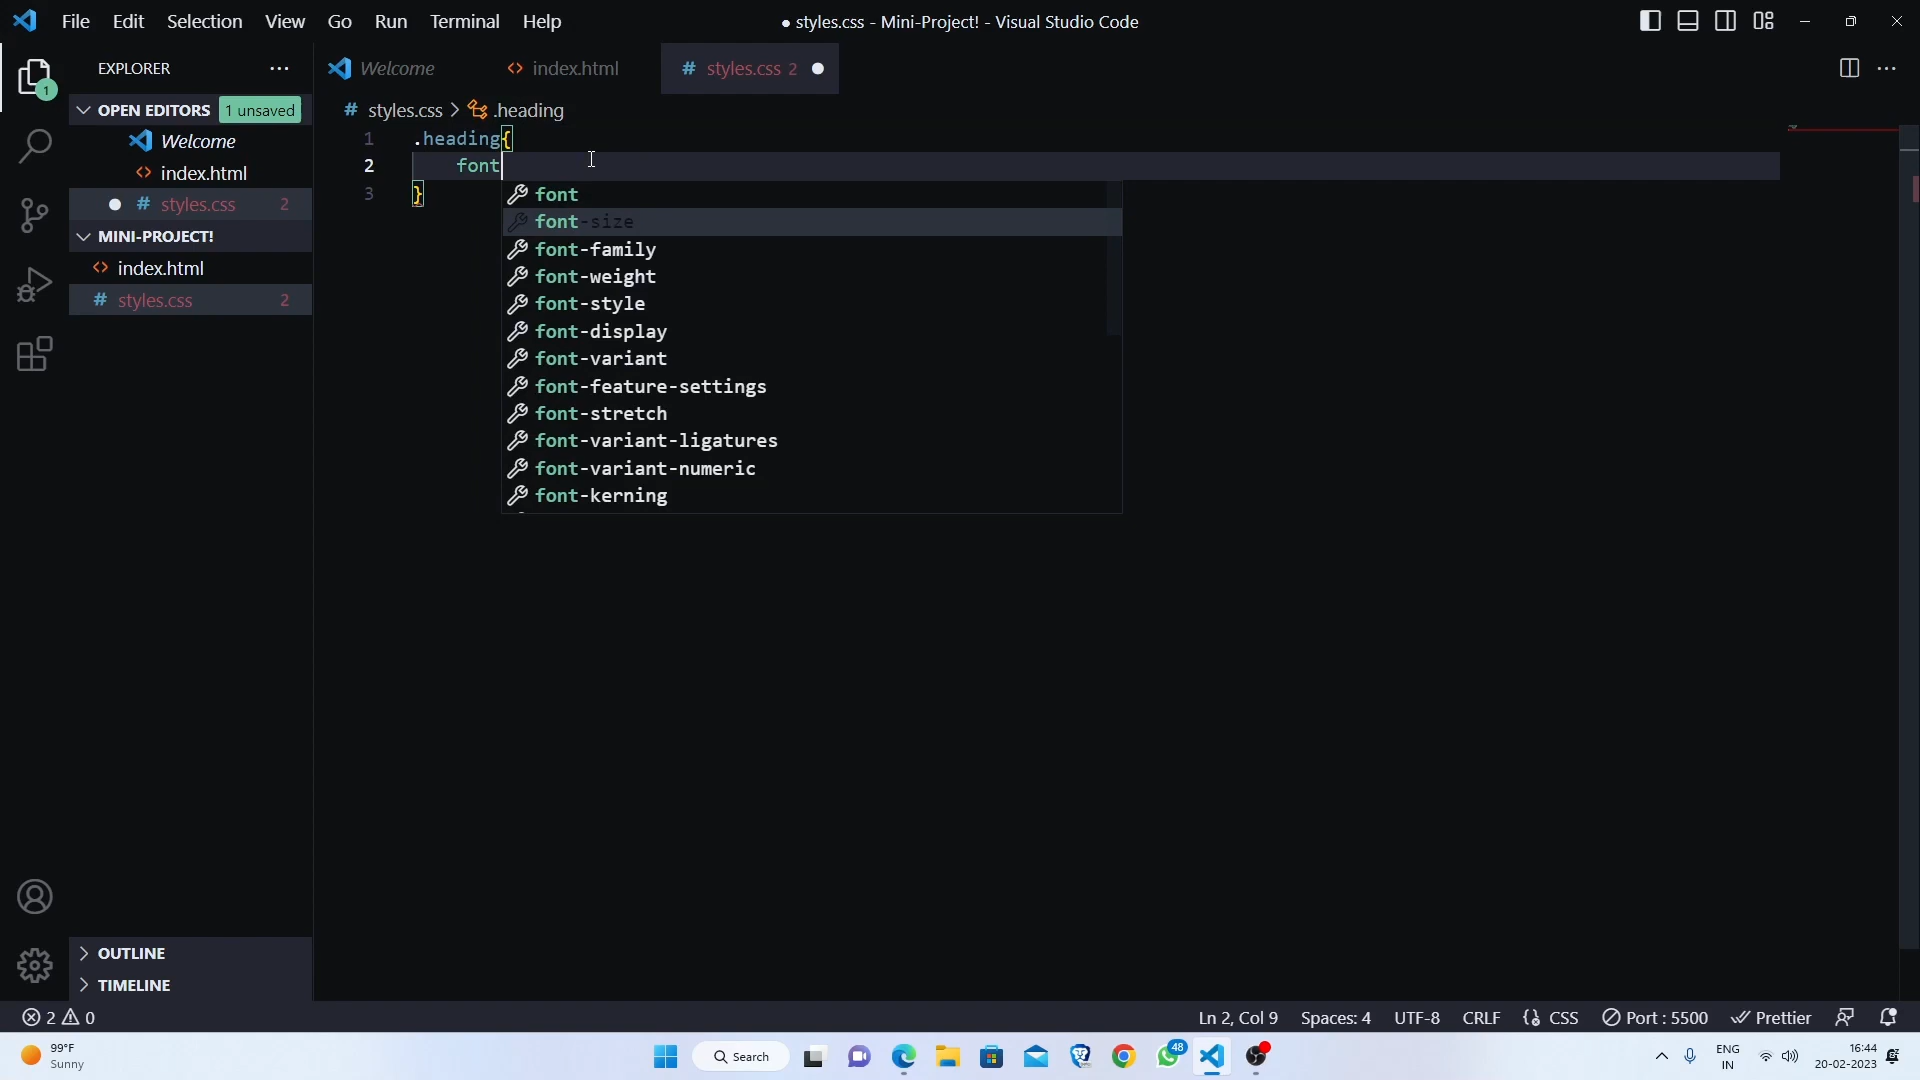 File Edit Selection View Go Run Terminal Help
● styles.css - Mini-Project! - Visual Studio Code
EXPLORER
Welcome
index.html
# styles.css 2
1
OPEN EDITORS 1 unsaved
Welcome
index.html
# styles.css 2
MINI-PROJECT!
index.html
# styles.css 2
# styles.css > .heading
1 .heading{
2 font
3 }
font
font-size
font-family
font-weight
font-style
font-display
font-variant
font-feature-settings
font-stretch
font-variant-ligatures
font-variant-numeric
font-kerning
OUTLINE
TIMELINE
2 0
Ln 2, Col 9 Spaces: 4 UTF-8 CRLF {} CSS Port : 5500 Prettier
99°F
Sunny
Search
48
ENG
IN
16:44
20-02-2023